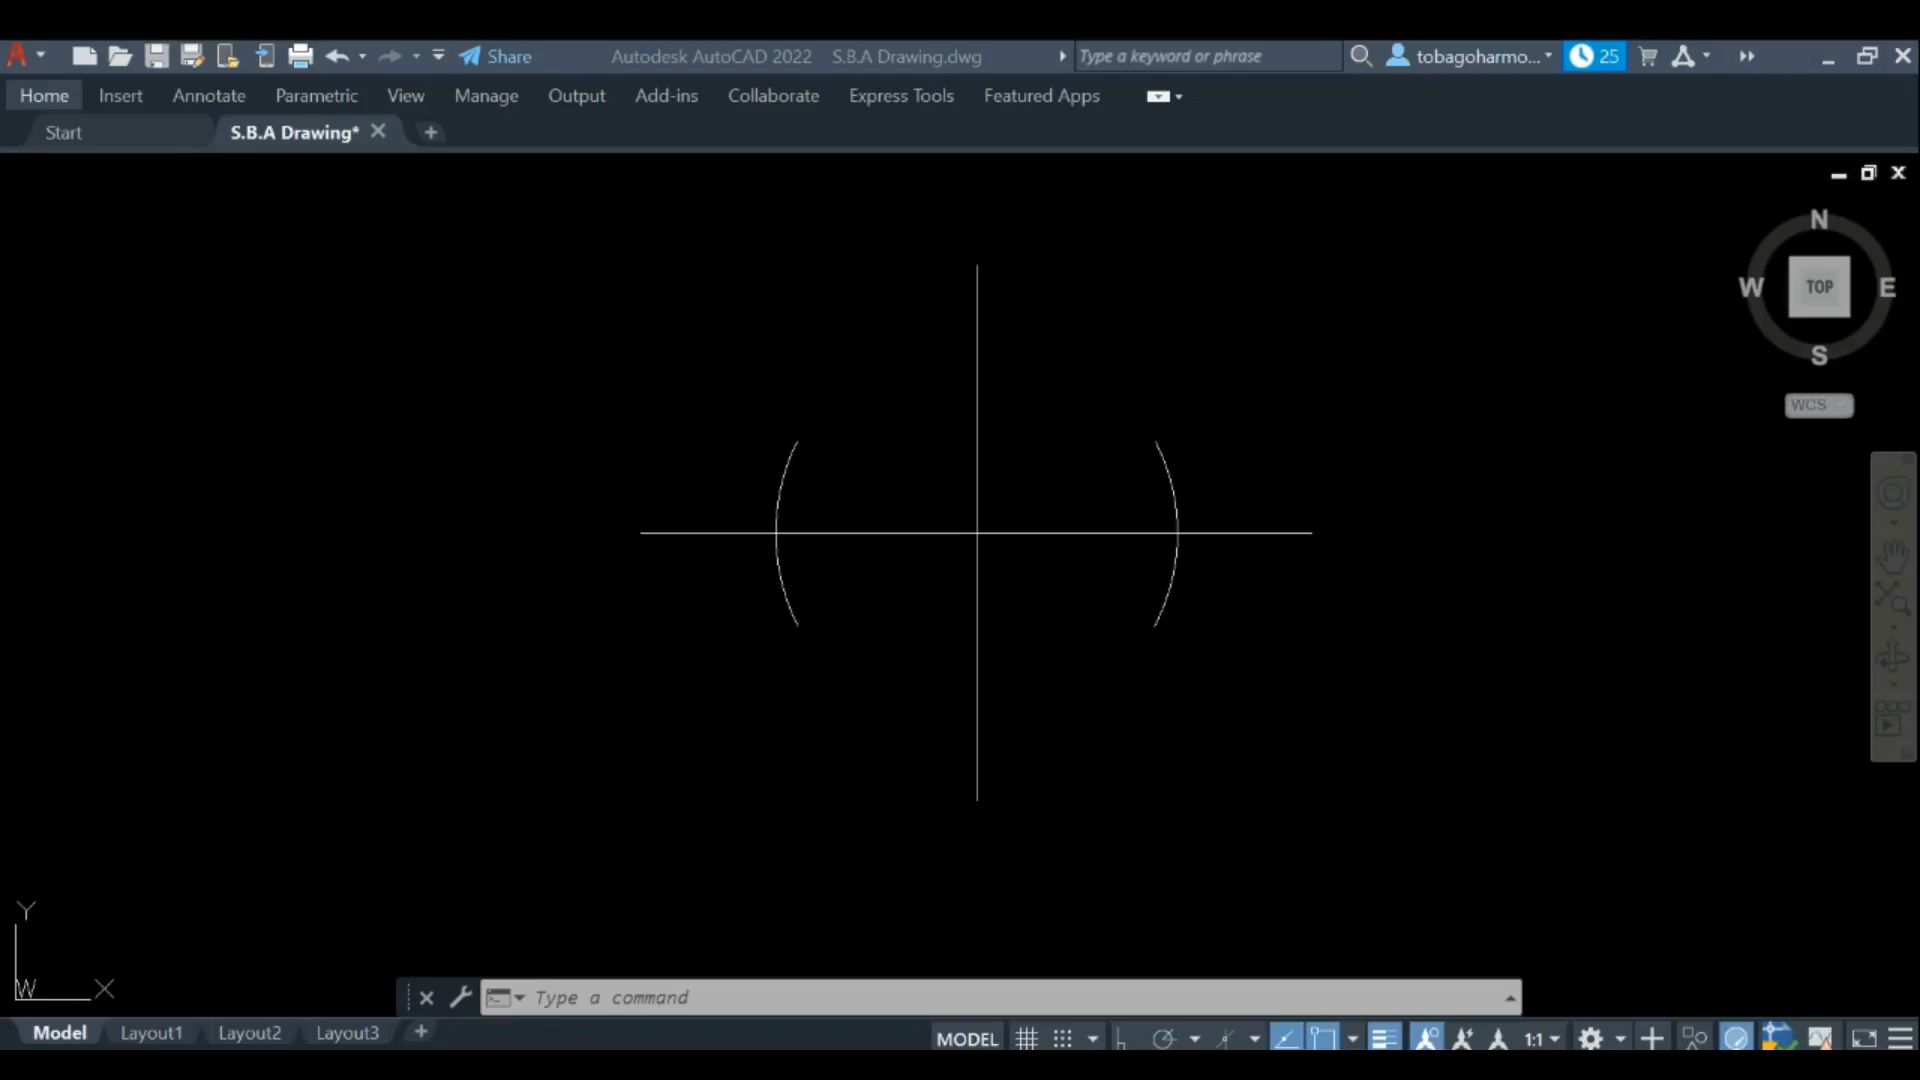 Share
Autodesk AutoCAD 2022 S.B.A Drawing.dwg
Type a keyword or phrase
tobagoharmo...
25
Home Insert Annotate Parametric View Manage Output Add-ins Collaborate Express Tools Featured Apps
Start S.B.A Drawing*
N
W TOP E
S
WCS
Y
W X
Type a command
Model Layout1 Layout2 Layout3
MODEL 1:1